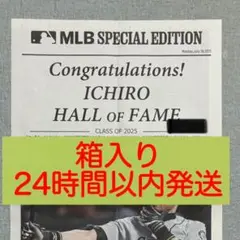 MLB SPECIAL EDITION
Congratulations!
ICHIRO
HALL OF FAME
CLASS OF 2025
箱入り
24時間以内発送